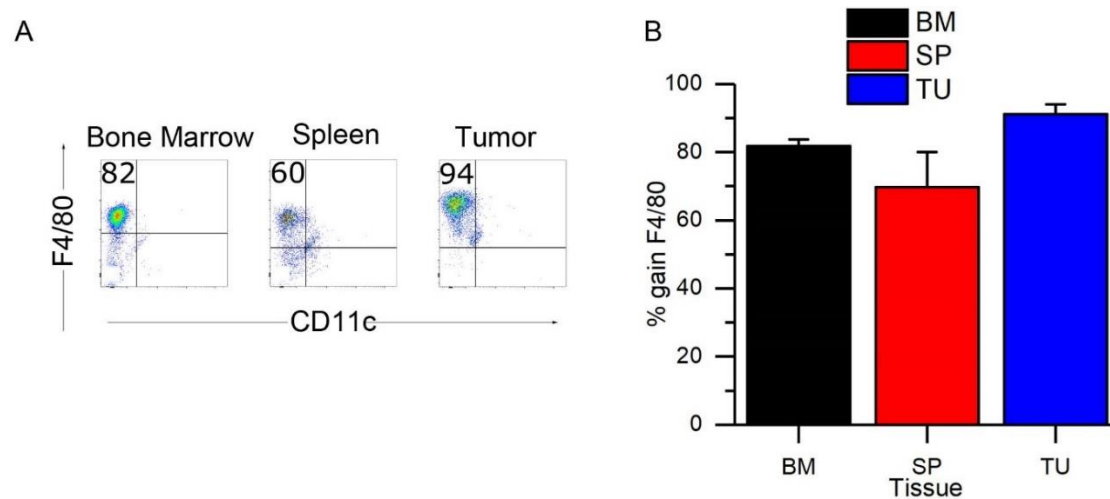 A
Bone Marrow Spleen Tumor
82 60 94
F4/80
CD11c
B
BM
SP
TU
100
80
60
40
20
0
% gain F4/80
BM SP TU
Tissue